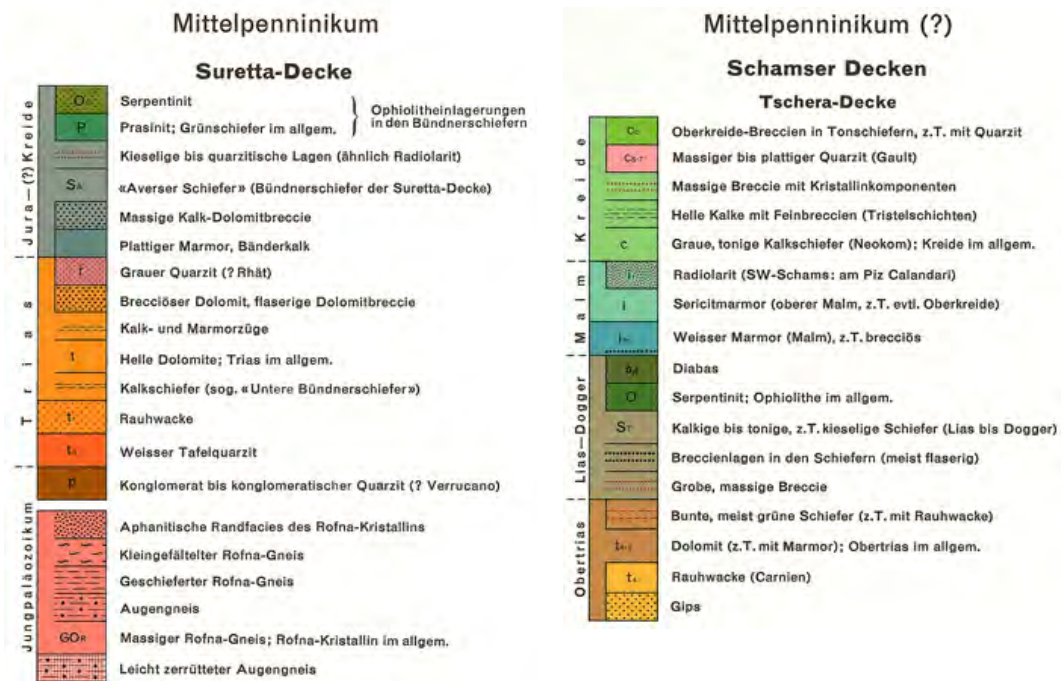 Mittelpenninikum
Suretta-Decke
Jura—(?)Kreide
O
Serpentinit
P
Prasinit; Grünschiefer im allgem.
Ophiolitheinlagerungen
in den Bündnerschiefern
Kieselige bis quarzitische Lagen (ähnlich Radiolarit)
«Averser Schiefer» (Bündnerschiefer der Suretta-Decke)
Massige Kalk-Dolomitbreccie
Plattiger Marmor, Bänderkalk
Trias
r
Grauer Quarzit (? Rhät)
Brecciöser Dolomit, flaserige Dolomitbreccie
Kalk- und Marmorzüge
t
Helle Dolomite; Trias im allgem.
Kalkschiefer (sog. «Untere Bündnerschiefer»)
Rauhwacke
Weisser Tafelquarzit
p
Konglomerat bis konglomeratischer Quarzit (? Verrucano)
Jungpaläozoikum
Aphanitische Randfacies des Rofna-Kristallins
Kleingefältelter Rofna-Gneis
Geschieferter Rofna-Gneis
Augengneis
GOR
Massiger Rofna-Gneis; Rofna-Kristallin im allgem.
Leicht zerrütteter Augengneis
Mittelpenninikum (?)
Schamser Decken
Tschera-Decke
Kreide
Oberkreide-Breccien in Tonschiefern, z.T. mit Quarzit
Massiger bis plattiger Quarzit (Gault)
Massige Breccie mit Kristallinkomponenten
Helle Kalke mit Feinbreccien (Tristelschichten)
c
Graue, tonige Kalkschiefer (Neokom); Kreide im allgem.
Malm
Radiolarit (SW-Schams: am Piz Calandari)
i
Sericitmarmor (oberer Malm, z.T. evtl. Oberkreide)
Weisser Marmor (Malm), z.T. brecciös
Lias—Dogger
Diabas
O
Serpentinit; Ophiolithe im allgem.
Kalkige bis tonige, z.T. kieselige Schiefer (Lias bis Dogger)
Breccienlagen in den Schiefern (meist flaserig)
Grobe, massige Breccie
Obertrias
Bunte, meist grüne Schiefer (z.T. mit Rauhwacke)
Dolomit (z.T. mit Marmor); Obertrias im allgem.
Rauhwacke (Carnien)
Gips